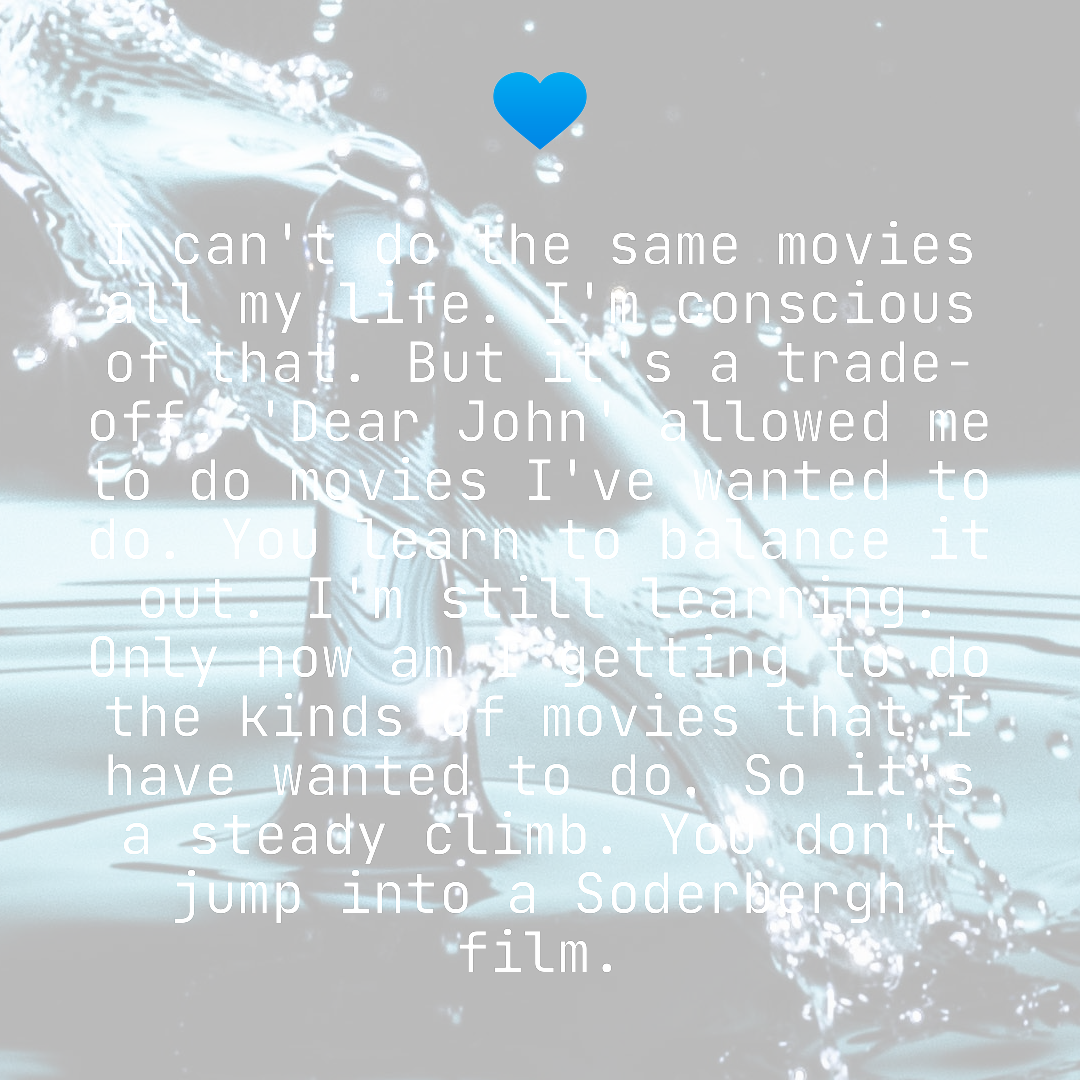 I can't do the same movies
all my life. I'm conscious
of that. But it's a trade-
off. 'Dear John' allowed me
to do movies I've wanted to
do. You learn to balance it
out. I'm still learning.
Only now am I getting to do
the kinds of movies that I
have wanted to do. So it's
a steady climb. You don't
jump into a Soderbergh
film.